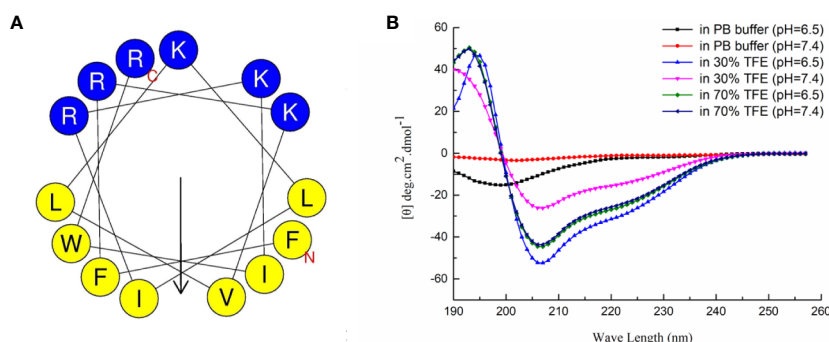 A
R
K
R
C
R
K
K
L
L
W
F
N
F
I
I
V
B
in PB buffer (pH=6.5)
in PB buffer (pH=7.4)
in 30% TFE (pH=6.5)
in 30% TFE (pH=7.4)
in 70% TFE (pH=6.5)
in 70% TFE (pH=7.4)
[θ] deg.cm² dmol⁻¹
60
40
20
0
-20
-40
-60
190 200 210 220 230 240 250 260
Wave Length (nm)